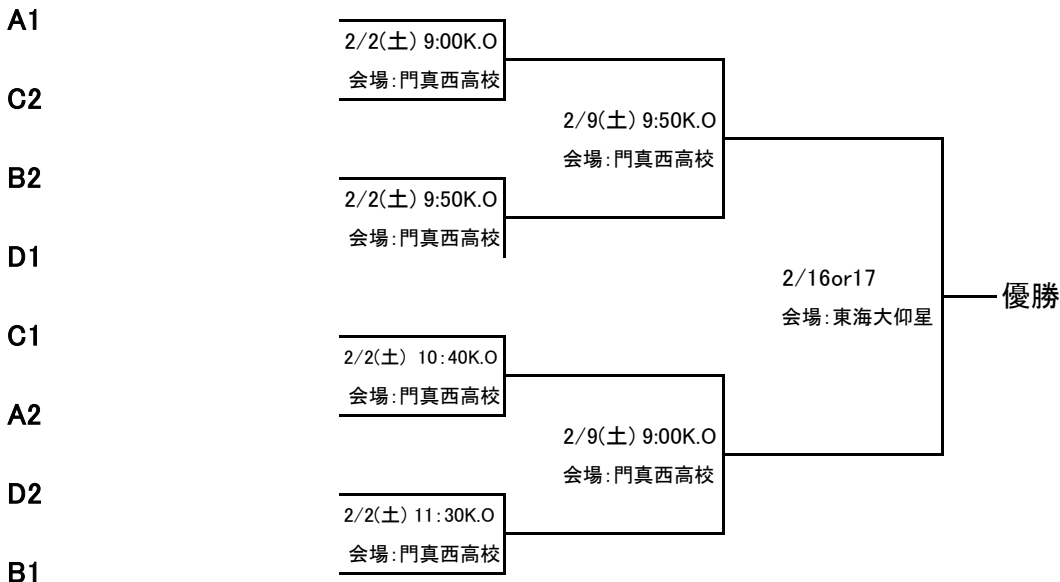 A1
2/2(土) 9:00K.O
会場:門真西高校
C2
2/9(土) 9:50K.O
会場:門真西高校
B2
2/2(土) 9:50K.O
会場:門真西高校
D1
2/16or17
会場:東海大仰星
優勝
C1
2/2(土) 10:40K.O
会場:門真西高校
A2
2/9(土) 9:00K.O
会場:門真西高校
D2
2/2(土) 11:30K.O
会場:門真西高校
B1